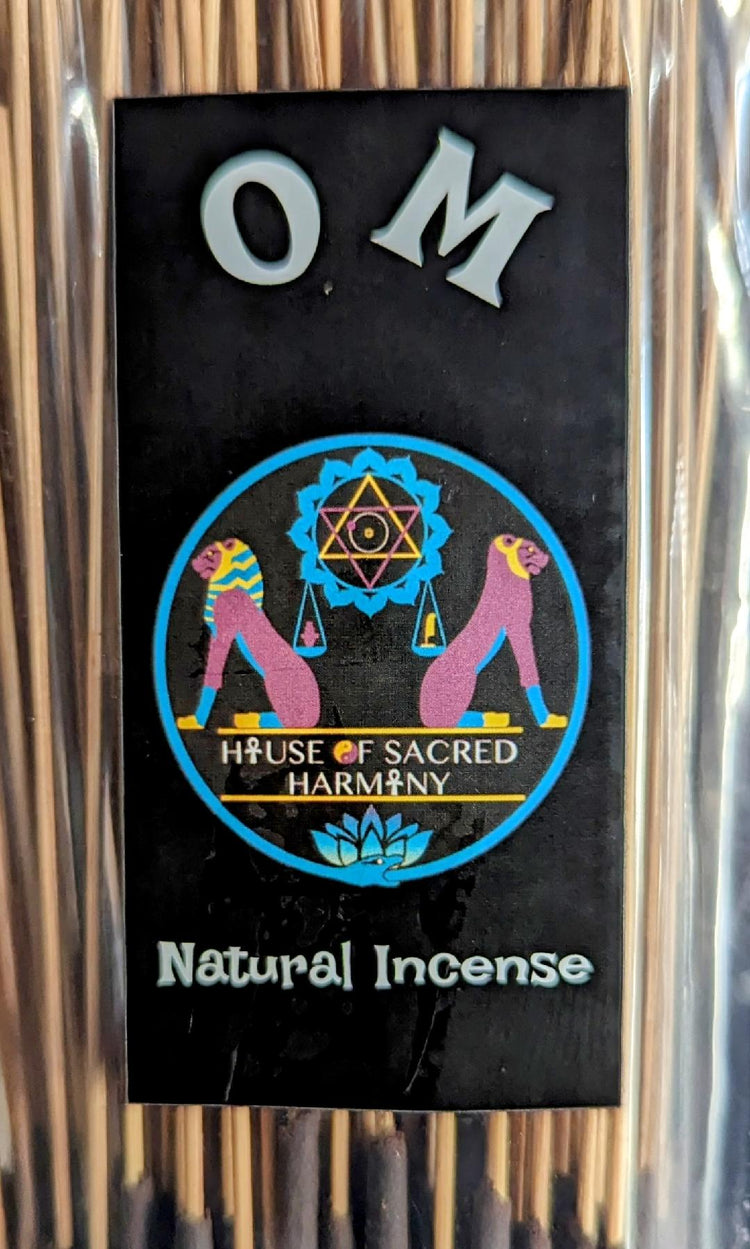 OM
HOUSE OF SACRED
HARMONY
Natural Incense